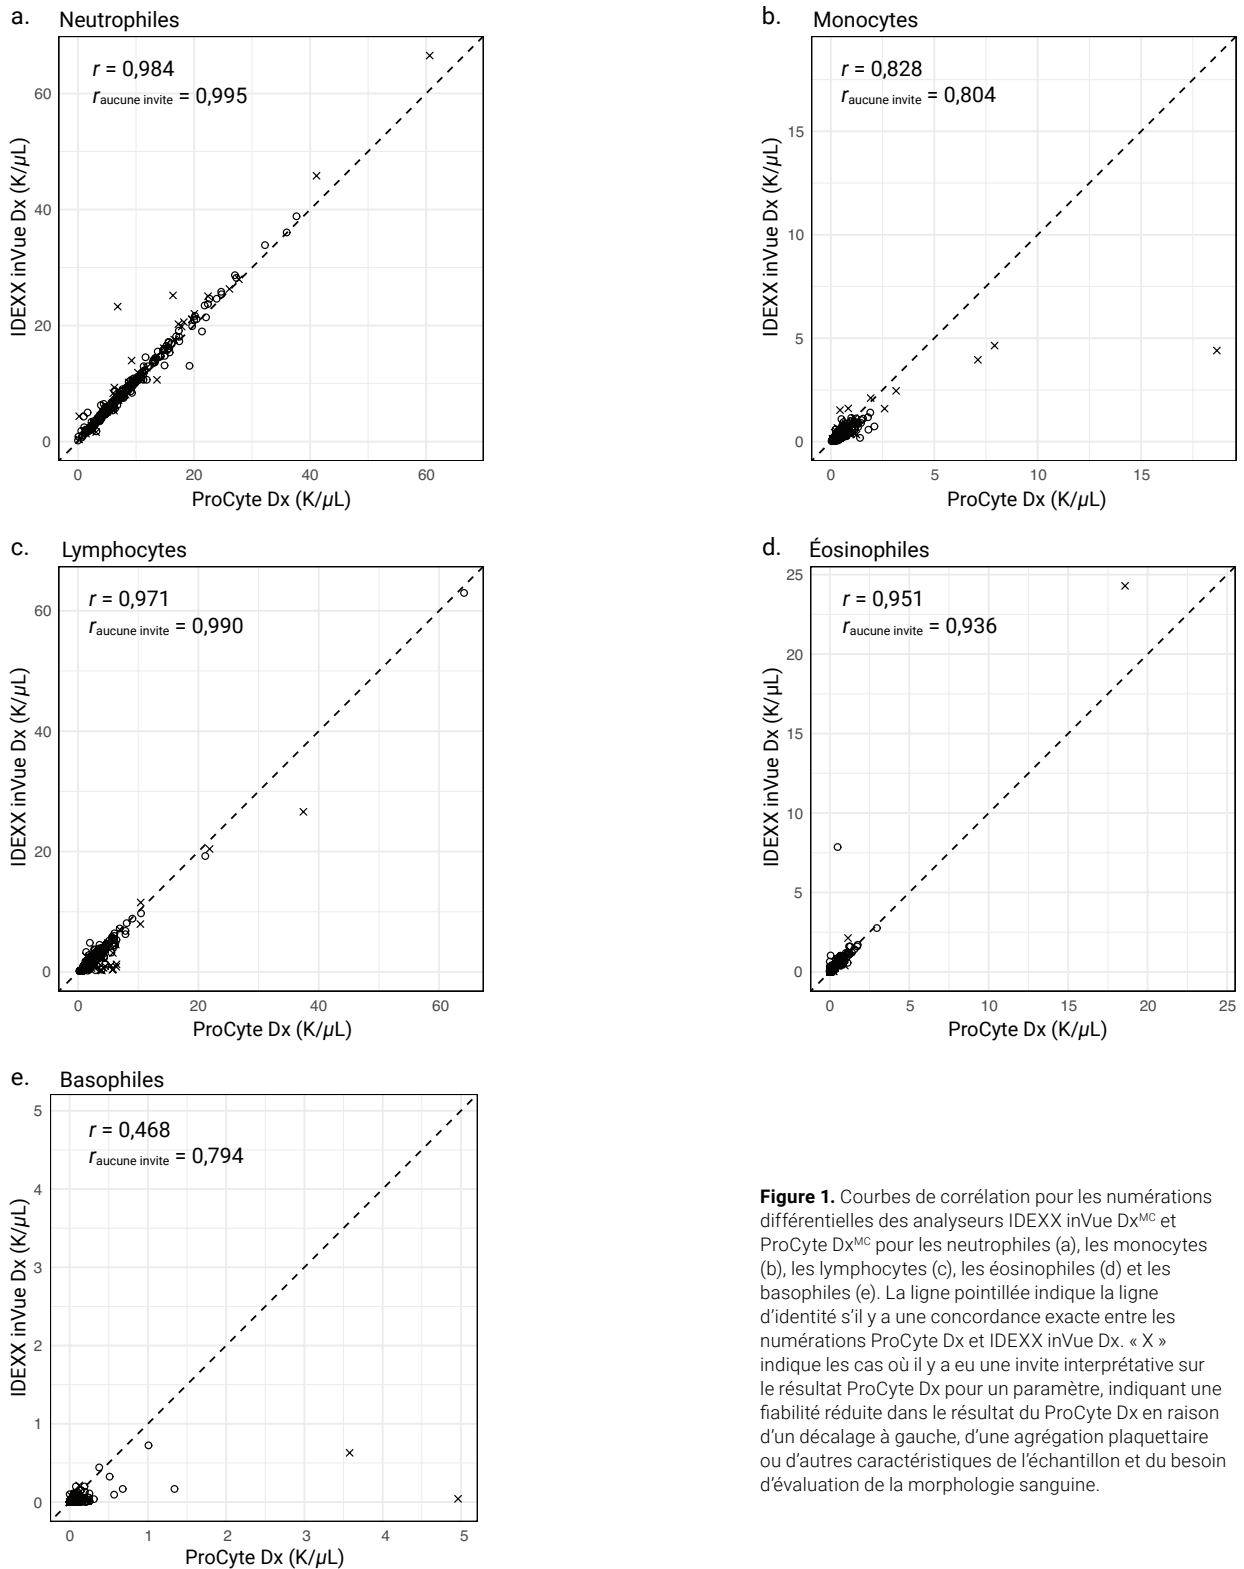 a. Neutrophiles
r = 0,984
raucune invite = 0,995
IDEXX inVue Dx (K/µL)
60
40
20
0
0 20 40 60
ProCyte Dx (K/µL)
b. Monocytes
r = 0,828
raucune invite = 0,804
IDEXX inVue Dx (K/µL)
15
10
5
0
0 5 10 15
ProCyte Dx (K/µL)
c. Lymphocytes
r = 0,971
raucune invite = 0,990
IDEXX inVue Dx (K/µL)
60
40
20
0
0 20 40 60
ProCyte Dx (K/µL)
d. Éosinophiles
r = 0,951
raucune invite = 0,936
IDEXX inVue Dx (K/µL)
25
20
15
10
5
0
0 5 10 15 20 25
ProCyte Dx (K/µL)
e. Basophiles
r = 0,468
raucune invite = 0,794
IDEXX inVue Dx (K/µL)
5
4
3
2
1
0
0 1 2 3 4 5
ProCyte Dx (K/µL)
Figure 1. Courbes de corrélation pour les numérations
différentielles des analyseurs IDEXX inVue Dxᴹᶜ et
ProCyte Dxᴹᶜ pour les neutrophiles (a), les monocytes
(b), les lymphocytes (c), les éosinophiles (d) et les
basophiles (e). La ligne pointillée indique la ligne
d'identité s'il y a une concordance exacte entre les
numérations ProCyte Dx et IDEXX inVue Dx. « X »
indique les cas où il y a eu une invite interprétative sur
le résultat ProCyte Dx pour un paramètre, indiquant une
fiabilité réduite dans le résultat du ProCyte Dx en raison
d'un décalage à gauche, d'une agrégation plaquettaire
ou d'autres caractéristiques de l'échantillon et du besoin
d'évaluation de la morphologie sanguine.